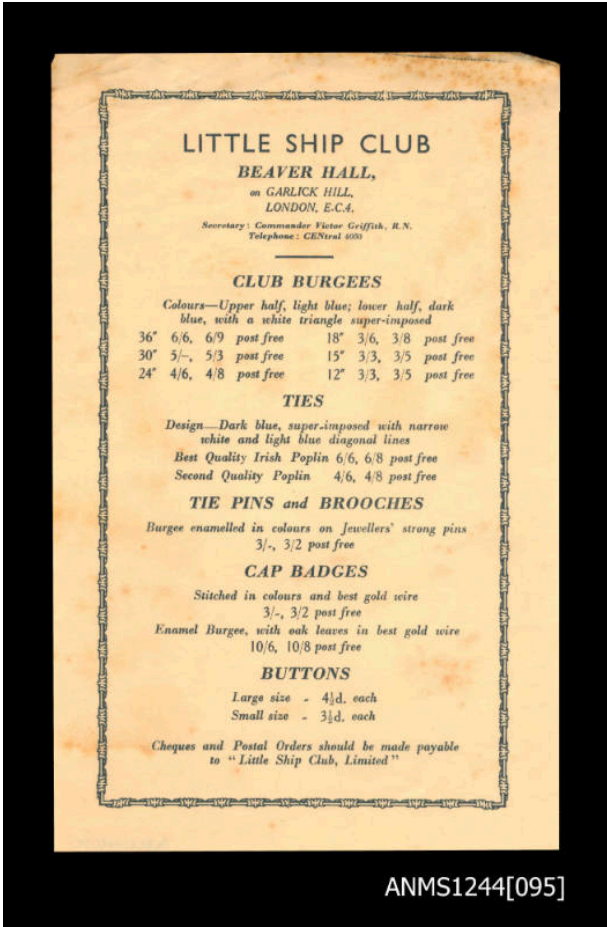 LITTLE SHIP CLUB
BEAVER HALL,
on GARLICK HILL,
LONDON, E.C.4.
Secretary: Commander Victor Griffith, R.N.
Telephone: CENtral
CLUB BURGEES
Colours—Upper half, light blue; lower half, dark
blue, with a white triangle super-imposed
36″ 6/6, 6/9 post free 18″ 3/6, 3/8 post free
30″ 5/-, 5/3 post free 15″ 3/3, 3/5 post free
24″ 4/6, 4/8 post free 12″ 3/3, 3/5 post free
TIES
Design—Dark blue, super-imposed with narrow
white and light blue diagonal lines
Best Quality Irish Poplin 6/6, 6/8 post free
Second Quality Poplin 4/6, 4/8 post free
TIE PINS and BROOCHES
Burgee enamelled in colours on Jewellers' strong pins
3/-, 3/2 post free
CAP BADGES
Stitched in colours and best gold wire
3/-, 3/2 post free
Enamel Burgee, with oak leaves in best gold wire
10/6, 10/8 post free
BUTTONS
Large size - 4½d. each
Small size - 3½d. each
Cheques and Postal Orders should be made payable
to "Little Ship Club, Limited"
ANMS1244[095]